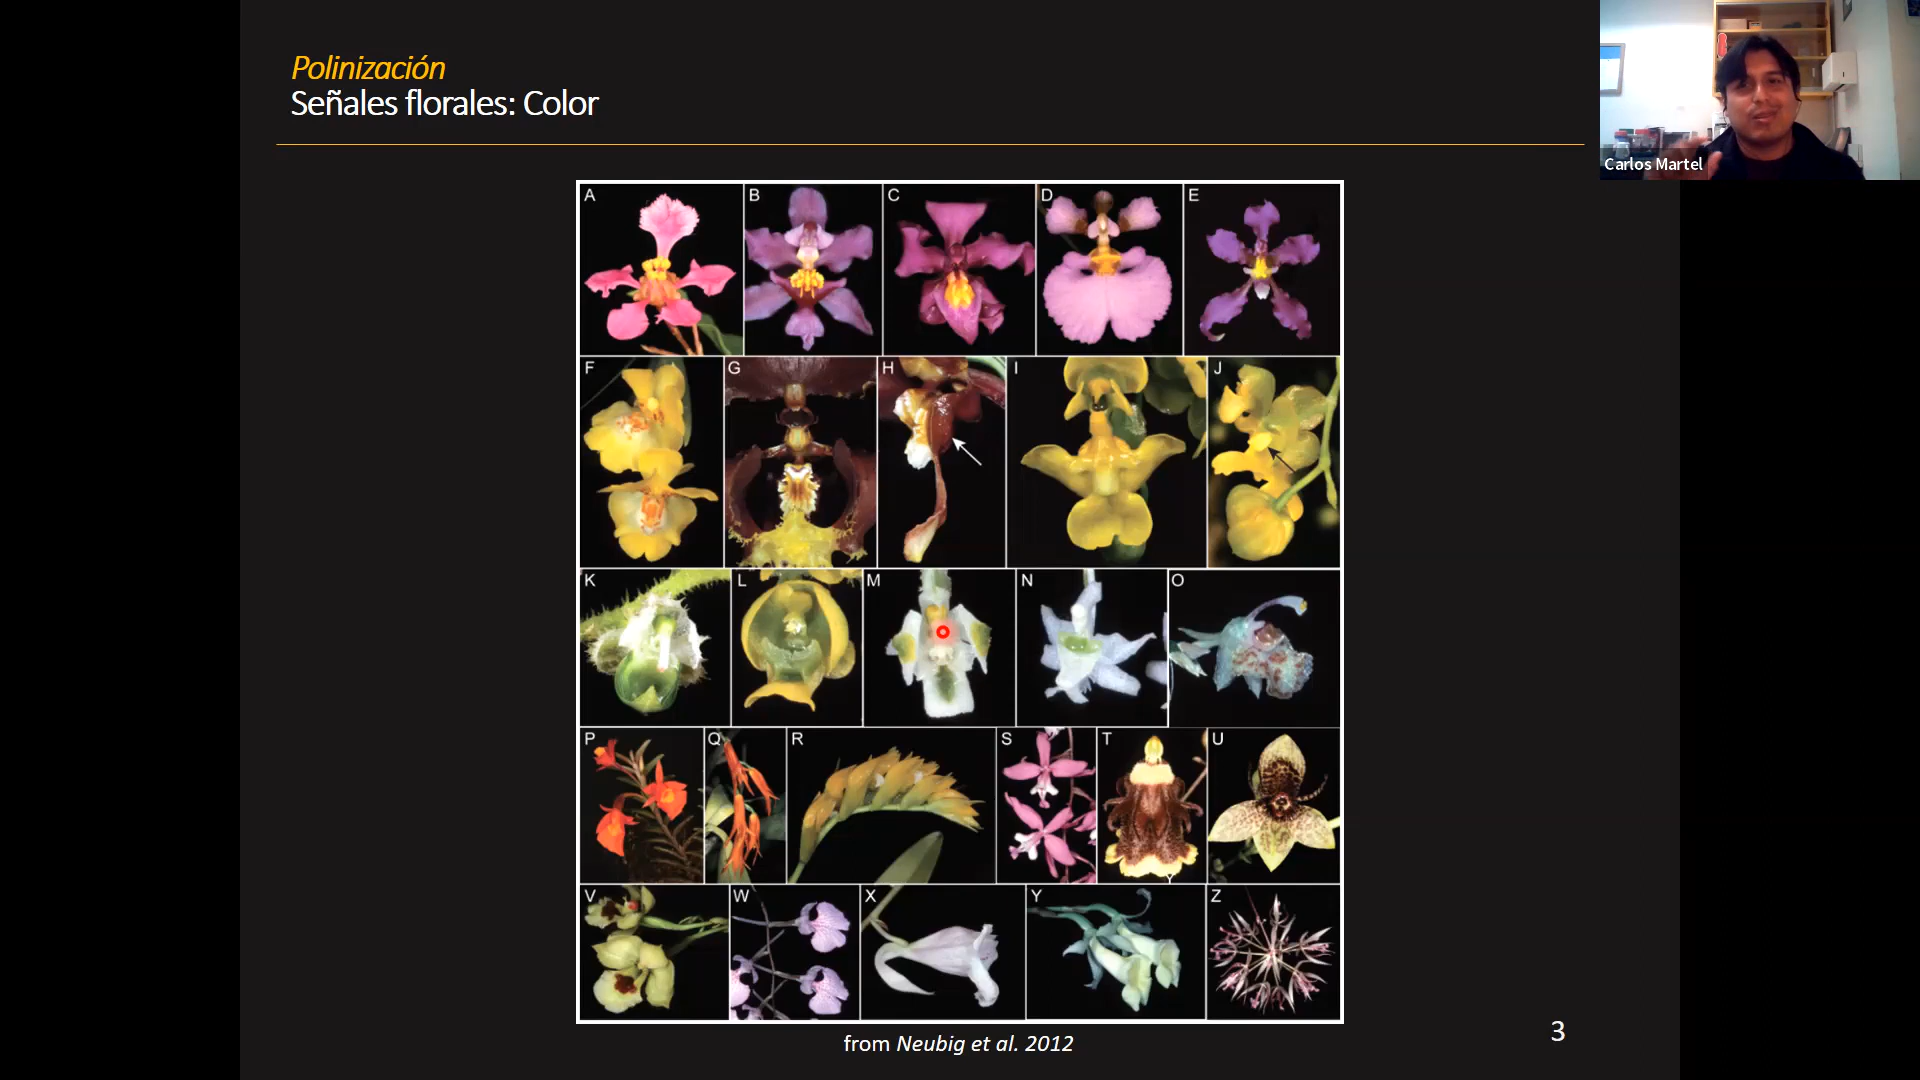 Polinización
Señales florales: Color
Carlos Martel
A B C D E
F G H I J
K L M N O
P Q R S T U
V W X Y Z
from Neubig et al. 2012
3